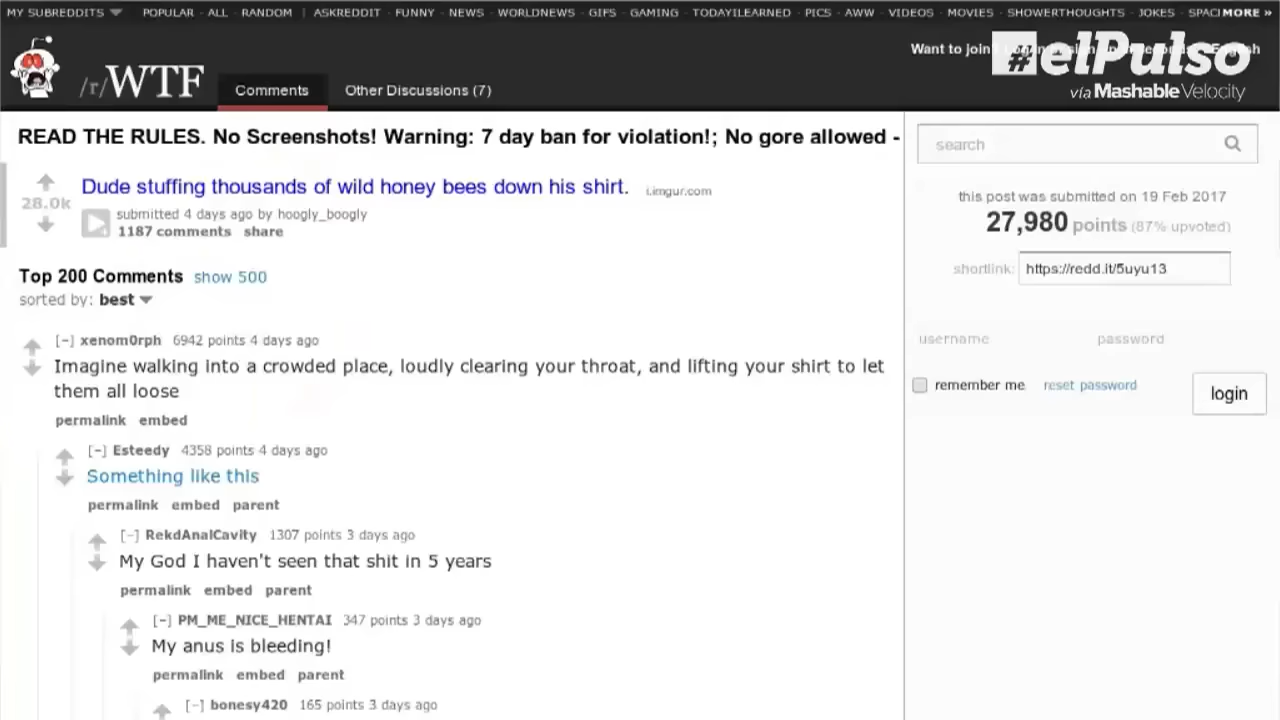 MY SUBREDDITS POPULAR - ALL - RANDOM | ASKREDDIT - FUNNY - NEWS - WORLDNEWS - GIFS - GAMING - TODAYILEARNED - PICS - AWW - VIDEOS - MOVIES - SHOWERTHOUGHTS - JOKES - SPACI MORE »
Want to join?
#elPulso
vía Mashable Velocity
/r/WTF Comments Other Discussions (7)
READ THE RULES. No Screenshots! Warning: 7 day ban for violation!; No gore allowed -
search
Dude stuffing thousands of wild honey bees down his shirt. i.imgur.com
28.0k
submitted 4 days ago by hoogly_boogly
1187 comments share
this post was submitted on 19 Feb 2017
27,980 points (87% upvoted)
shortlink: https://redd.it/5uyu13
username password
remember me reset password login
Top 200 Comments show 500
sorted by: best
[-] xenom0rph 6942 points 4 days ago
Imagine walking into a crowded place, loudly clearing your throat, and lifting your shirt to let
them all loose
permalink embed
[-] Esteedy 4358 points 4 days ago
Something like this
permalink embed parent
[-] RekdAnalCavity 1307 points 3 days ago
My God I haven't seen that shit in 5 years
permalink embed parent
[-] PM_ME_NICE_HENTAI 347 points 3 days ago
My anus is bleeding!
permalink embed parent
[-] bonesy420 165 points 3 days ago